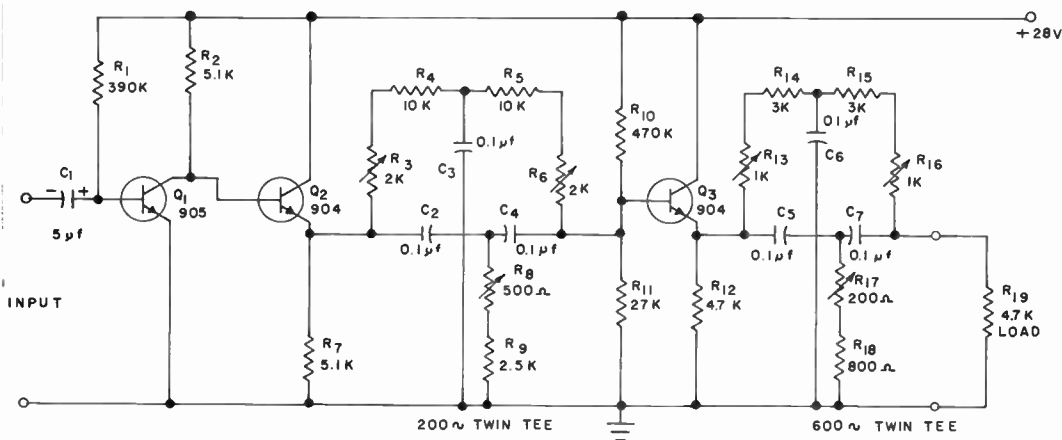 +28V
R1
390K
R2
5.1K
R4
10K
R5
10K
R10
470K
R14
3K
R15
3K
0.1µf
C3
0.1µf
C6
R3
2K
R6
2K
R13
1K
R16
1K
C1
- +
5µf
Q1
905
Q2
904
Q3
904
C2
0.1µf
C4
0.1µf
C5
0.1µf
C7
0.1µf
R8
500Ω
R17
200Ω
INPUT
R11
27K
R12
4.7K
R19
4.7K
LOAD
R7
5.1K
R9
2.5K
R18
800Ω
200~ TWIN TEE
600~ TWIN TEE